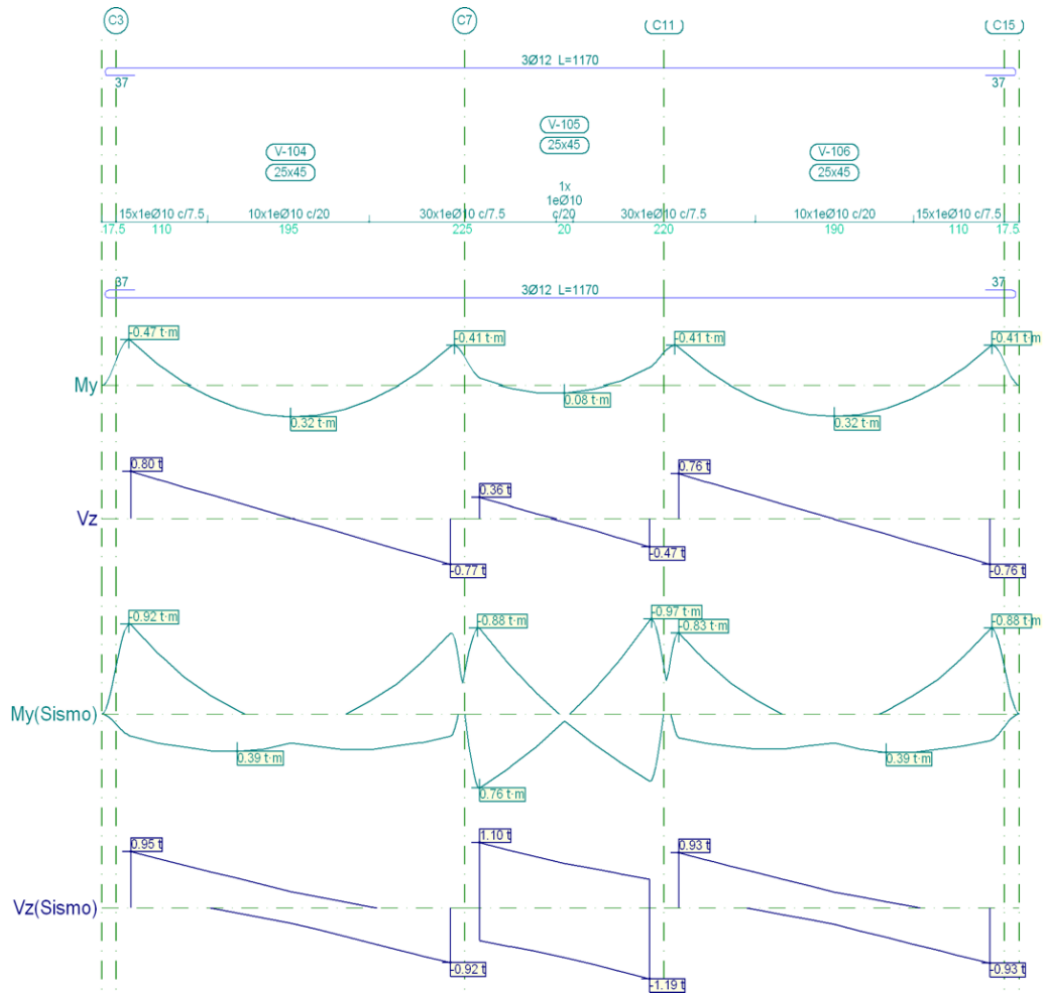 C3 C7 C11 C15
3Ø12 L=1170
37 37
V-104 V-105 V-106
25x45 25x45 25x45
15x1eØ10 c/7.5 10x1eØ10 c/20 30x1eØ10 c/7.5 1x 1eØ10 c/20 30x1eØ10 c/7.5 10x1eØ10 c/20 15x1eØ10 c/7.5
17.5 110 195 225 20 220 190 110 17.5
37 37
3Ø12 L=1170
-0.47 t·m -0.41 t·m -0.41 t·m -0.41 t·m
My
0.32 t·m 0.08 t·m 0.32 t·m
0.80 t 0.36 t 0.76 t
Vz
-0.77 t -0.47 t -0.76 t
-0.92 t·m -0.88 t·m -0.97 t·m -0.83 t·m -0.88 t·m
My(Sismo)
0.39 t·m 0.76 t·m 0.39 t·m
0.95 t 1.10 t 0.93 t
Vz(Sismo)
-0.92 t -1.19 t -0.93 t